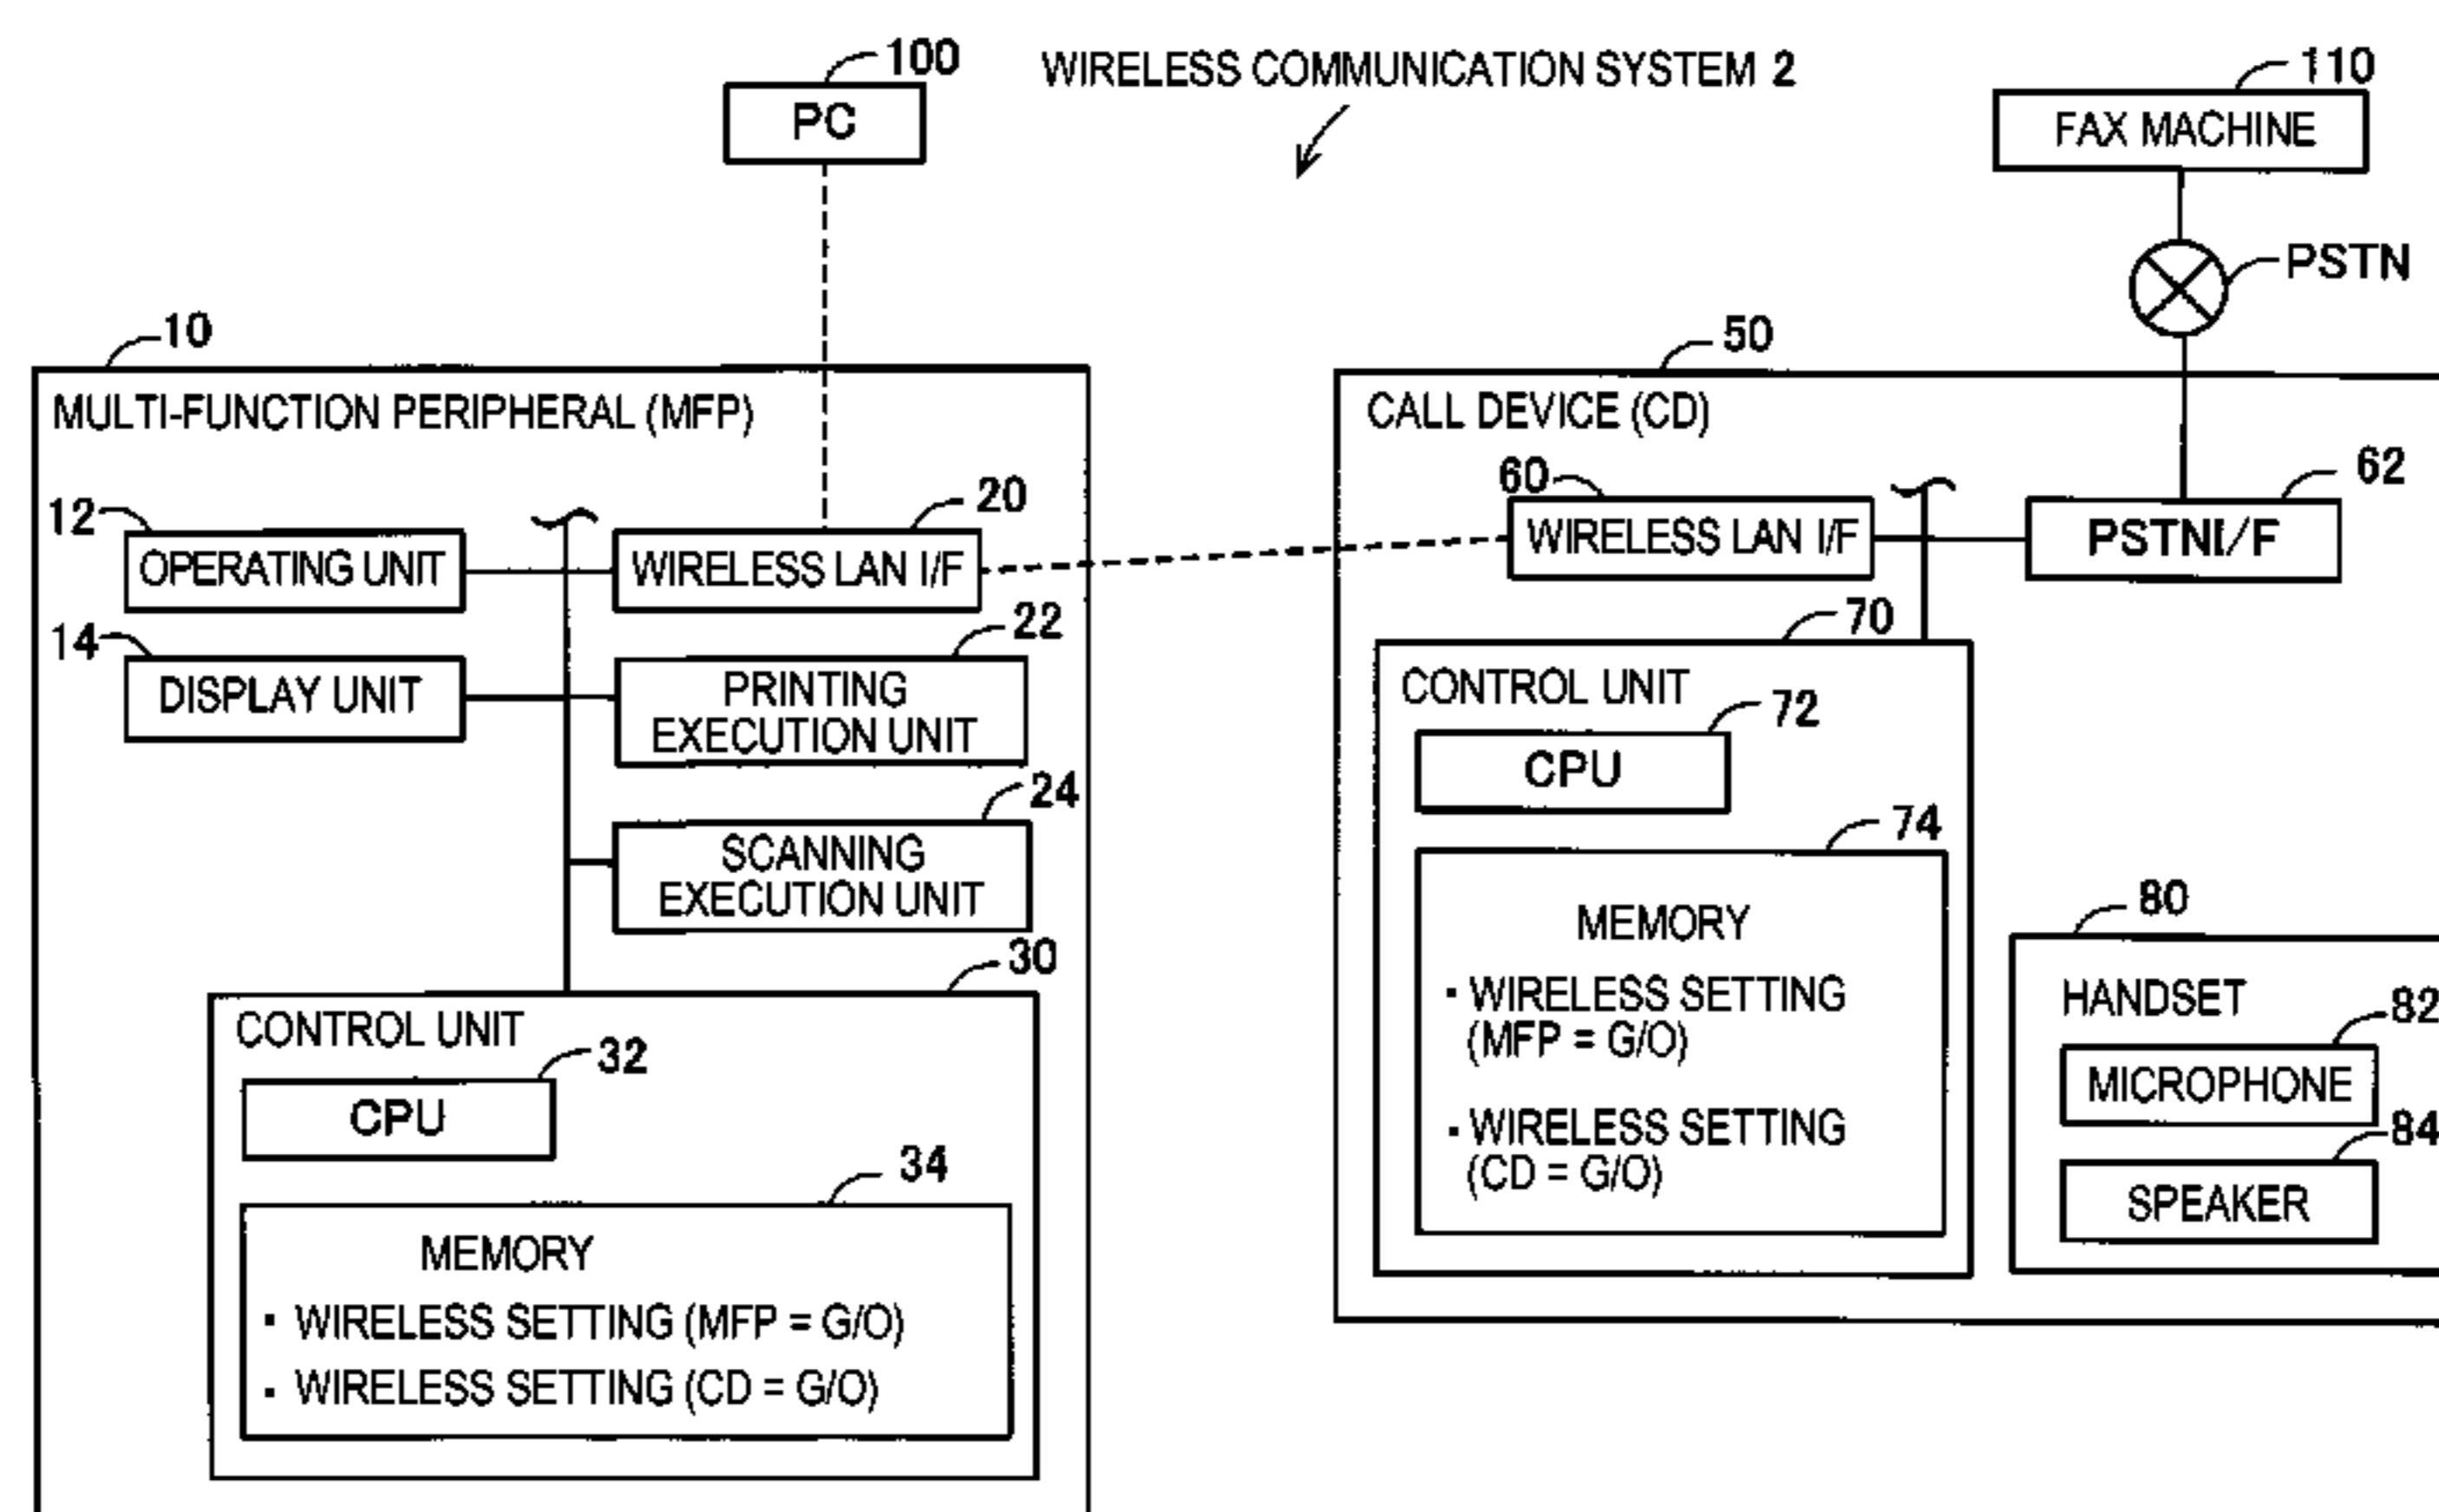 100
WIRELESS COMMUNICATION SYSTEM 2
110
PC
FAX MACHINE
PSTN
10
50
MULTI-FUNCTION PERIPHERAL (MFP)
CALL DEVICE (CD)
12
20
60
62
OPERATING UNIT
WIRELESS LAN I/F
WIRELESS LAN I/F
PSTNI/F
14
22
70
DISPLAY UNIT
PRINTING
EXECUTION UNIT
CONTROL UNIT
72
CPU
24
SCANNING
EXECUTION UNIT
74
MEMORY
▪ WIRELESS SETTING
(MFP = G/O)
▪ WIRELESS SETTING
(CD = G/O)
80
HANDSET
82
MICROPHONE
84
SPEAKER
30
CONTROL UNIT
32
CPU
34
MEMORY
▪ WIRELESS SETTING (MFP = G/O)
▪ WIRELESS SETTING (CD = G/O)